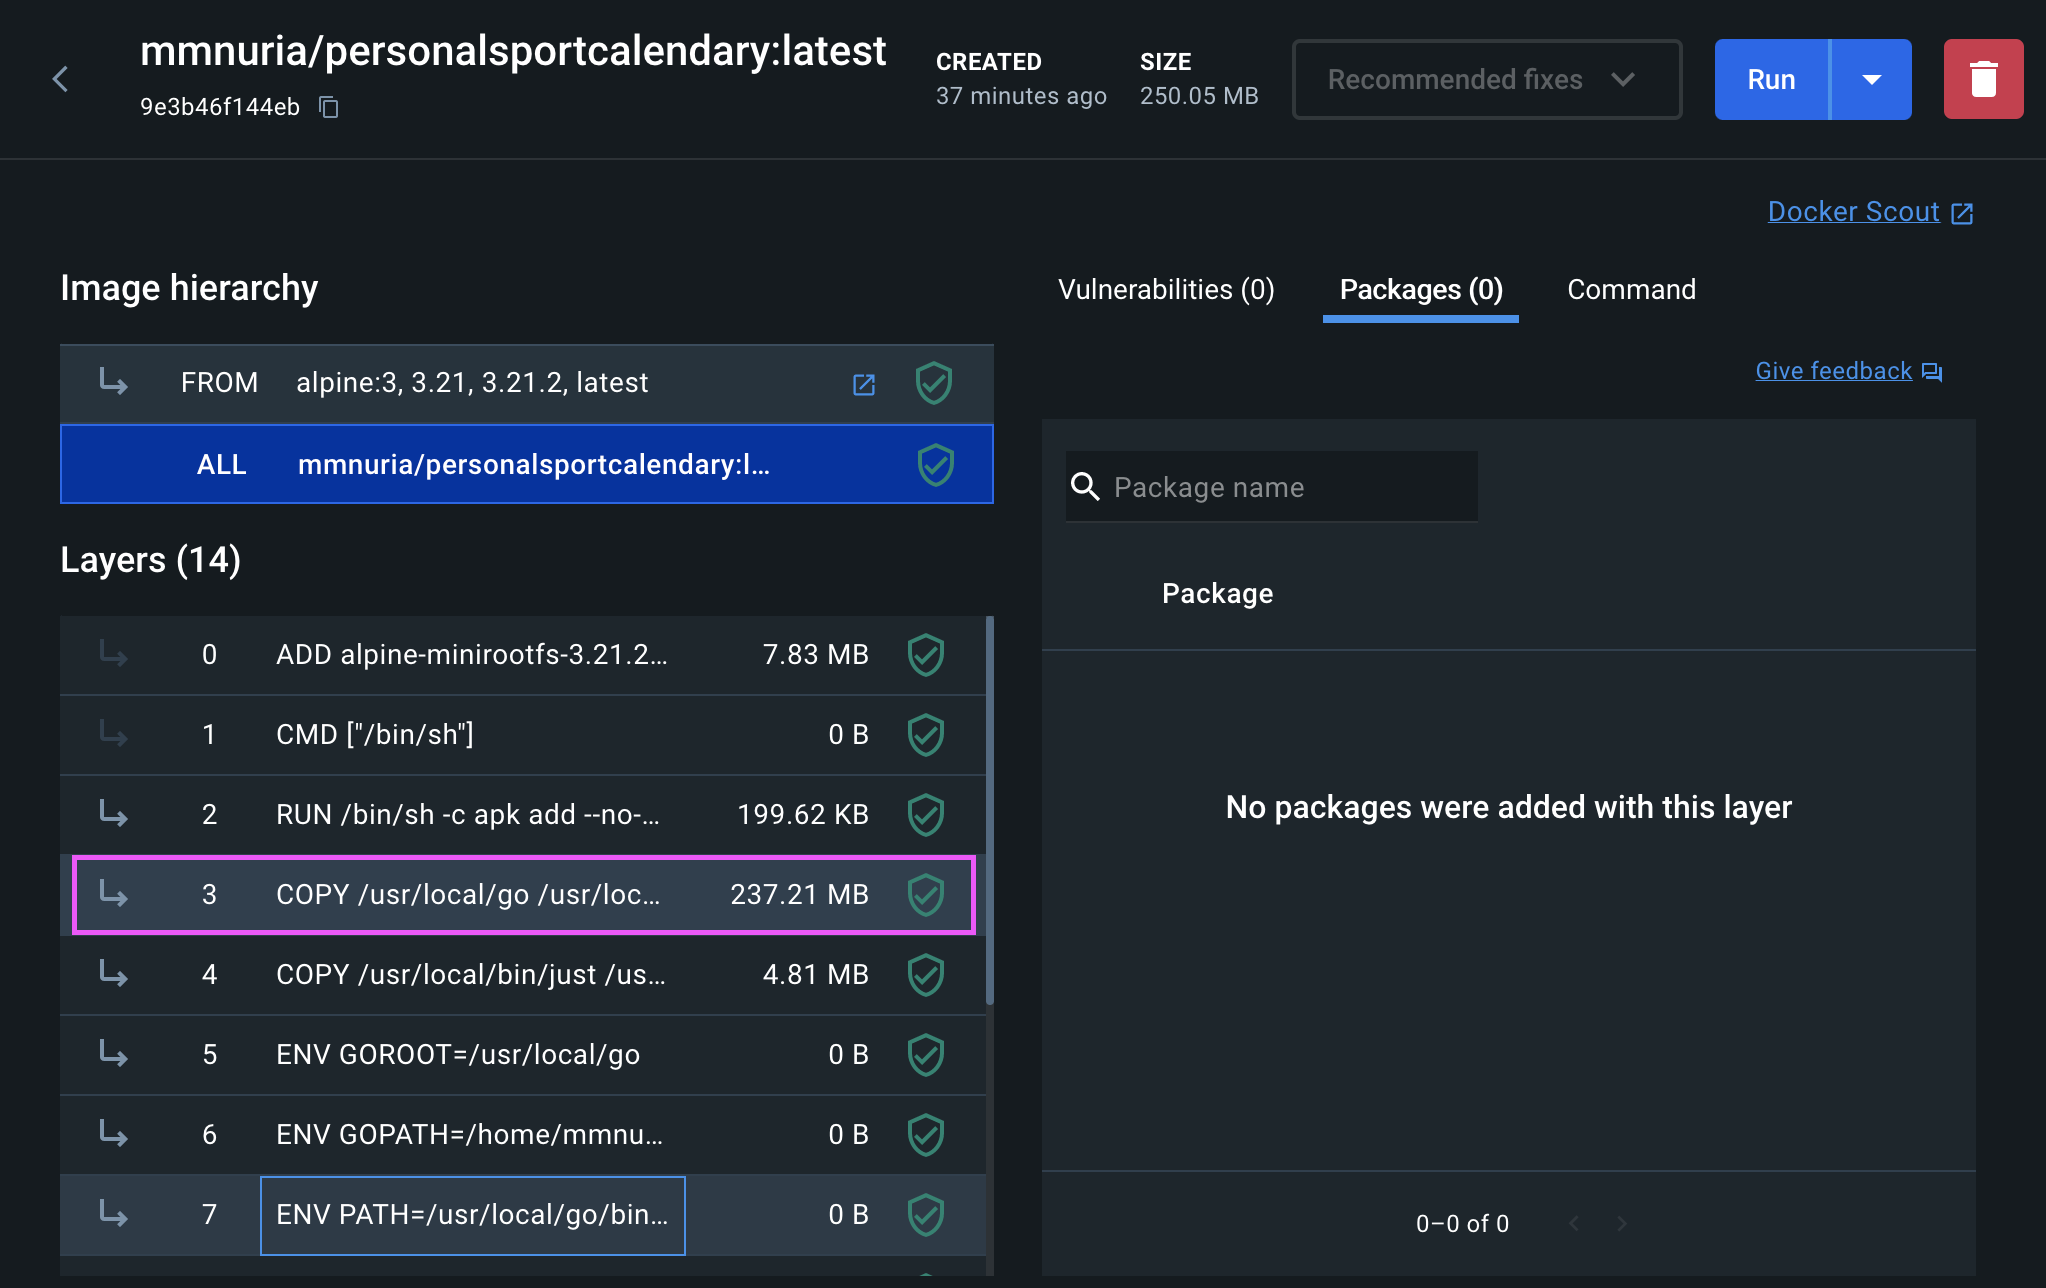 mmnuria/personalsportcalendary:latest
9e3b46f144eb
CREATED
37 minutes ago
SIZE
250.05 MB
Recommended fixes
Run
Docker Scout
Image hierarchy
FROM alpine:3, 3.21, 3.21.2, latest
ALL mmnuria/personalsportcalendary:l...
Layers (14)
0 ADD alpine-minirootfs-3.21.2... 7.83 MB
1 CMD ["/bin/sh"] 0 B
2 RUN /bin/sh -c apk add --no-... 199.62 KB
3 COPY /usr/local/go /usr/loc... 237.21 MB
4 COPY /usr/local/bin/just /us... 4.81 MB
5 ENV GOROOT=/usr/local/go 0 B
6 ENV GOPATH=/home/mmnu... 0 B
7 ENV PATH=/usr/local/go/bin... 0 B
Vulnerabilities (0) Packages (0) Command
Give feedback
Package name
Package
No packages were added with this layer
0–0 of 0